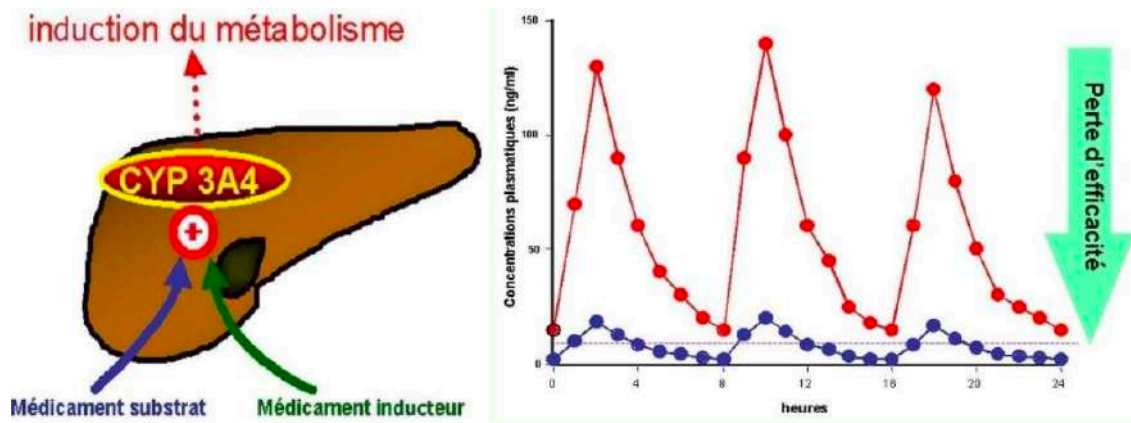 induction du métabolisme
CYP 3A4
+
Médicament substrat
Médicament inducteur
Concentrations plasmatiques (ng/ml)
150
100
50
0
0
4
8
12
16
20
24
heures
Perte d'efficacité